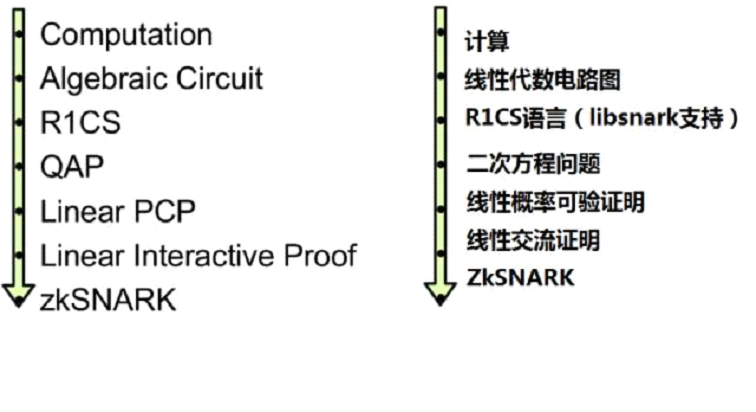 Computation
Algebraic Circuit
R1CS
QAP
Linear PCP
Linear Interactive Proof
zkSNARK
计算
线性代数电路图
R1CS语言（libsnark支持）
二次方程问题
线性概率可验证明
线性交流证明
ZkSNARK